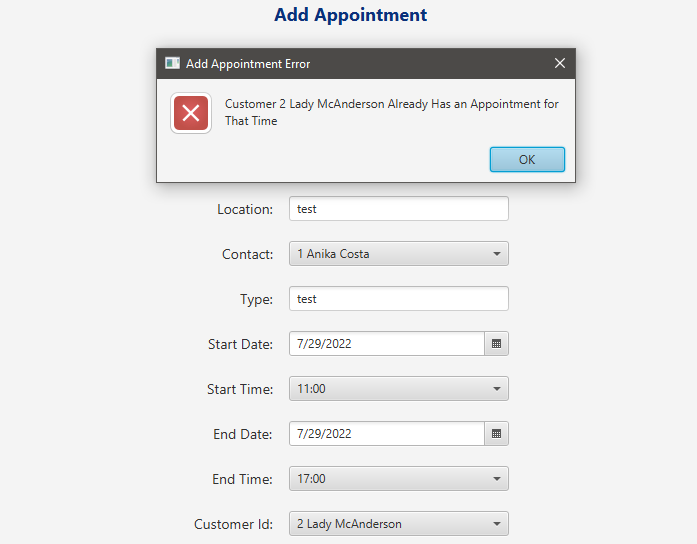 Add Appointment
Add Appointment Error
Customer 2 Lady McAnderson Already Has an Appointment for
That Time
OK
Location: test
Contact: 1 Anika Costa
Type: test
Start Date: 7/29/2022
Start Time: 11:00
End Date: 7/29/2022
End Time: 17:00
Customer Id: 2 Lady McAnderson